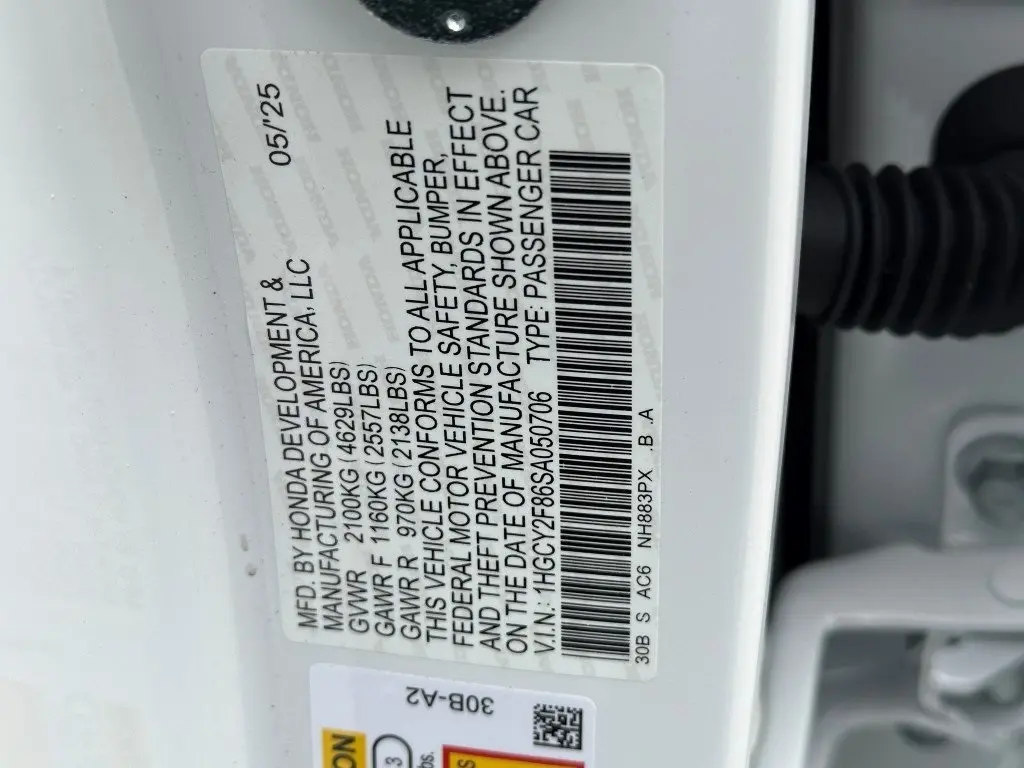 05/'25
MFD. BY HONDA DEVELOPMENT &
MANUFACTURING OF AMERICA, LLC
GVWR 2100KG (4629LBS)
GAWR F 1160KG (2557LBS)
GAWR R 970KG (2138LBS)
THIS VEHICLE CONFORMS TO ALL APPLICABLE
FEDERAL MOTOR VEHICLE SAFETY, BUMPER,
AND THEFT PREVENTION STANDARDS IN EFFECT
ON THE DATE OF MANUFACTURE SHOWN ABOVE.
V.I.N.: 1HGCY2F86SA050706 TYPE: PASSENGER CAR
30B S AC6 NH883PX .B .A
30B-A2